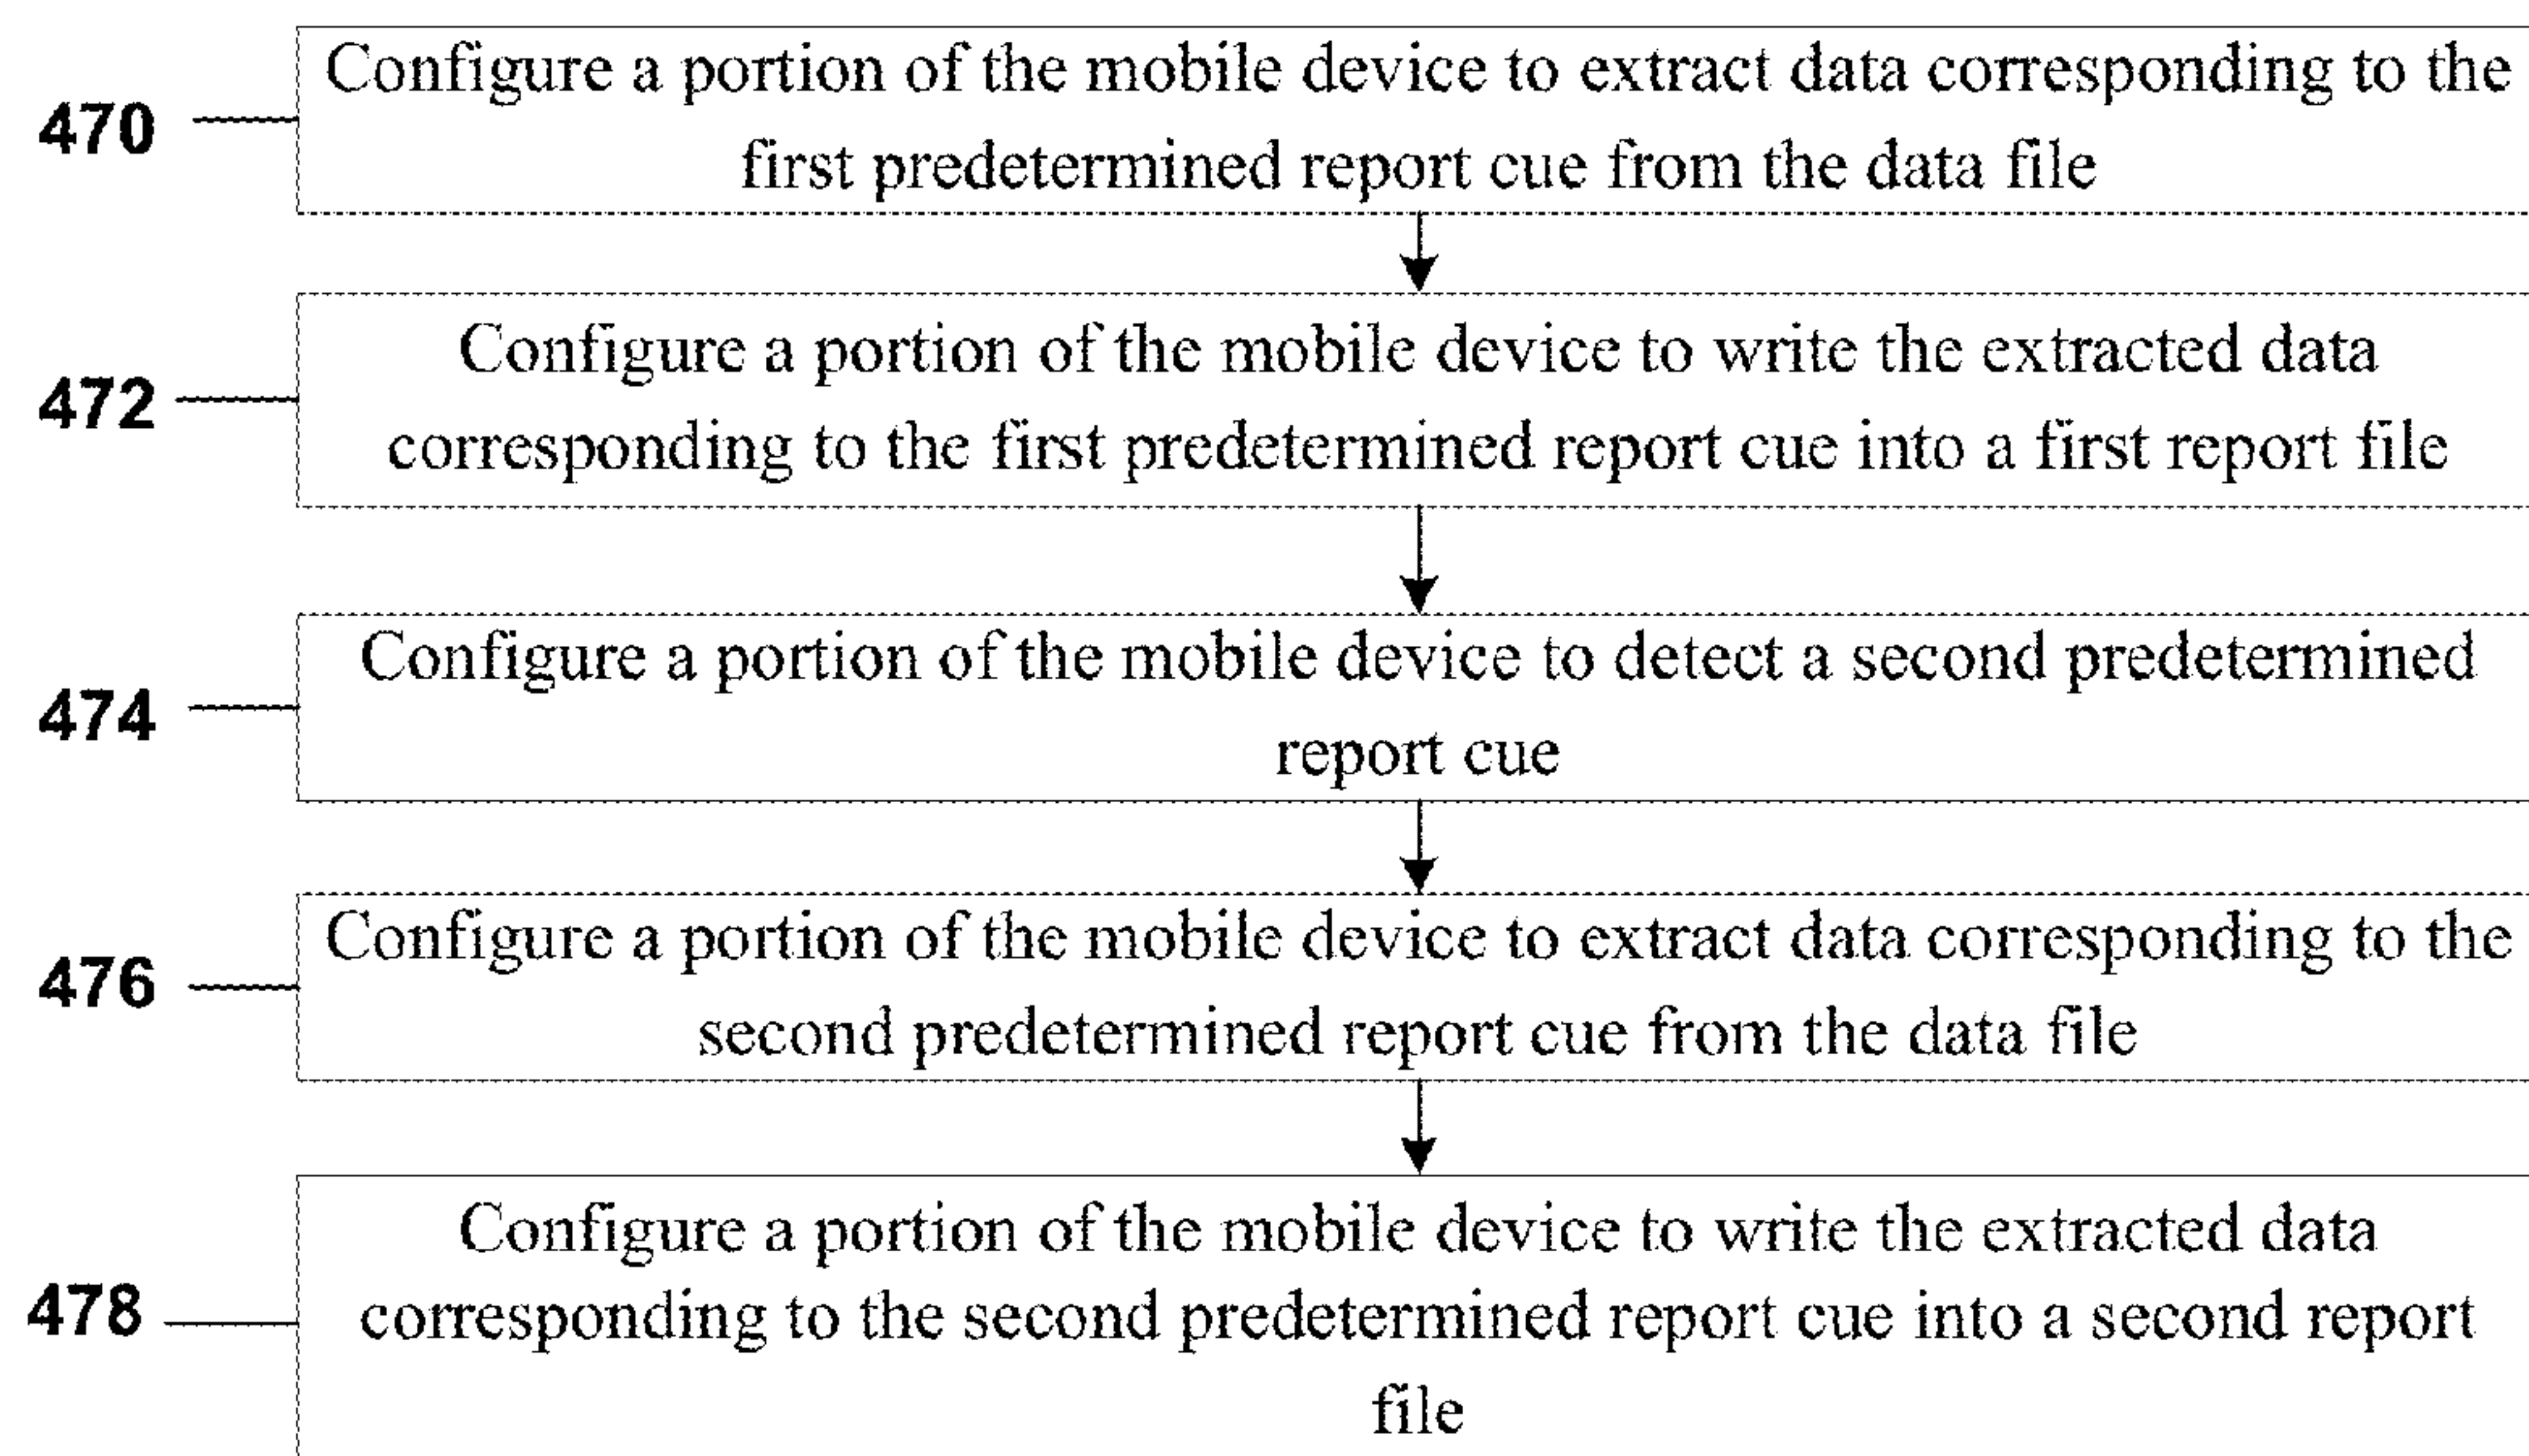 470
Configure a portion of the mobile device to extract data corresponding to the
first predetermined report cue from the data file
472
Configure a portion of the mobile device to write the extracted data
corresponding to the first predetermined report cue into a first report file
474
Configure a portion of the mobile device to detect a second predetermined
report cue
476
Configure a portion of the mobile device to extract data corresponding to the
second predetermined report cue from the data file
478
Configure a portion of the mobile device to write the extracted data
corresponding to the second predetermined report cue into a second report
file